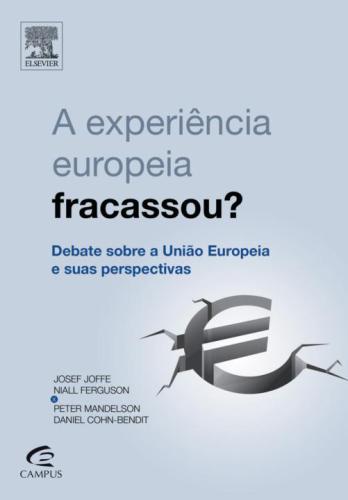 ELSEVIER
A experiência
europeia
fracassou?
Debate sobre a União Europeia
e suas perspectivas
JOSEF JOFFE
NIALL FERGUSON
x
PETER MANDELSON
DANIEL COHN-BENDIT
CAMPUS